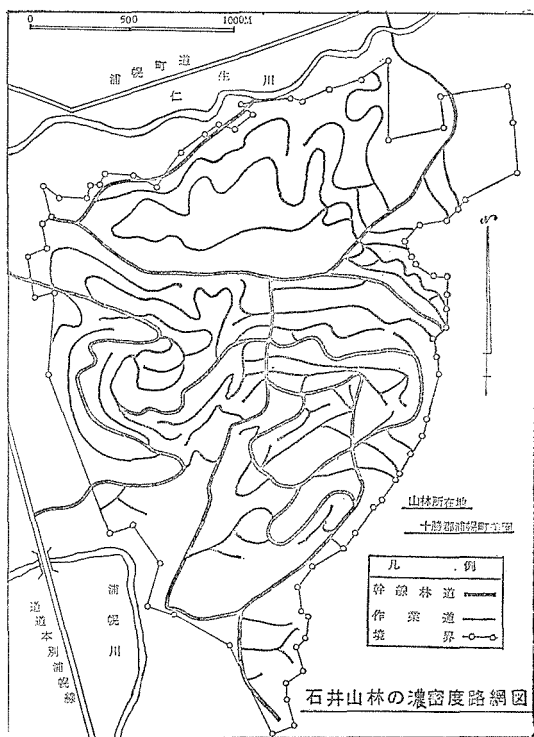 0 500 1000M
浦幌町道
仁生川
山林所在地
十勝郡浦幌町
凡例
幹線林道
作業道
境界
浦幌川
道道本別浦幌線
石井山林の濃密度路網図